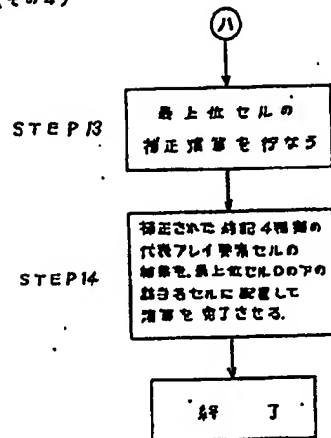 (その4)
ハ
STEP13
最上位セルの
補正演算を行なう
STEP14
補正された前記4種類の
代表アレイ要素セルの
結果を、最上位セルDの下の
該当るセルに配置して
演算を完了させる.
終了